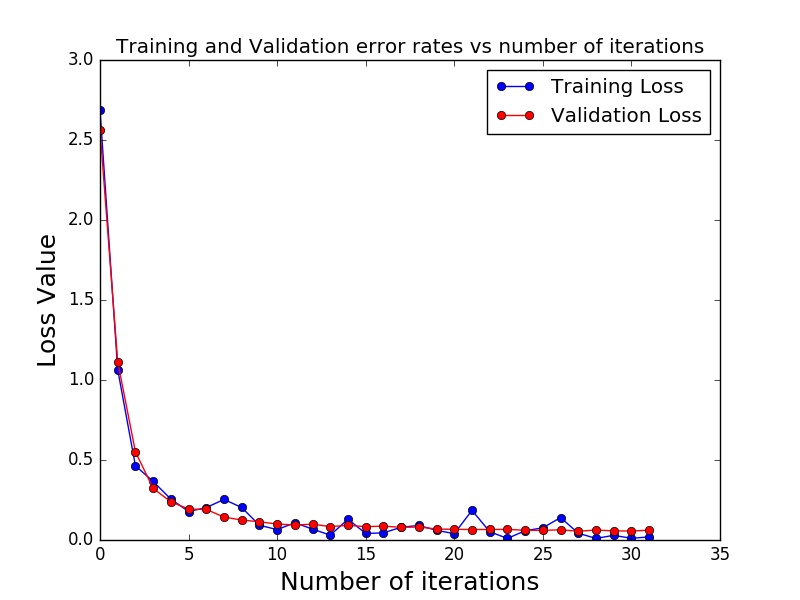 Training and Validation error rates vs number of iterations
3.0
2.5
2.0
1.5
1.0
0.5
0.0
Loss Value
Training Loss
Validation Loss
0 5 10 15 20 25 30 35
Number of iterations